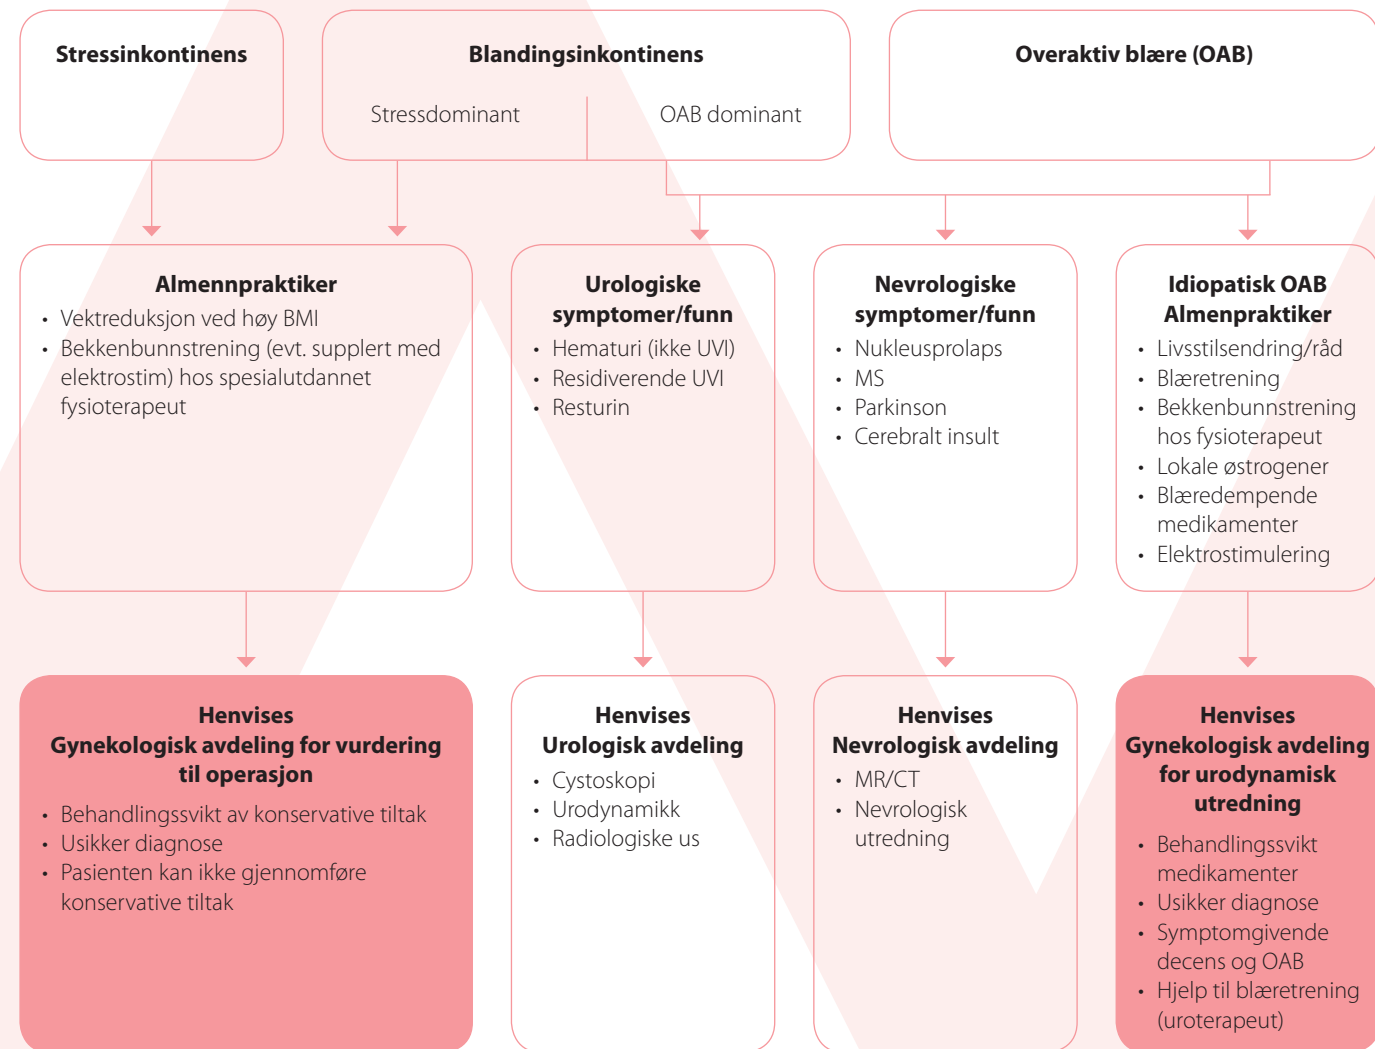 Stressinkontinens
Blandingsinkontinens
Stressdominant
OAB dominant
Overaktiv blære (OAB)
Almennpraktiker
• Vektreduksjon ved høy BMI
• Bekkenbunnstrening (evt. supplert med
elektrostim) hos spesialutdannet
fysioterapeut
Urologiske
symptomer/funn
• Hematuri (ikke UVI)
• Residiverende UVI
• Resturin
Nevrologiske
symptomer/funn
• Nukleusprolaps
• MS
• Parkinson
• Cerebralt insult
Idiopatisk OAB
Almenpraktiker
• Livsstilsendring/råd
• Blæretrening
• Bekkenbunnstrening
hos fysioterapeut
• Lokale østrogener
• Blæredempende
medikamenter
• Elektrostimulering
Henvises
Gynekologisk avdeling for vurdering
til operasjon
• Behandlingssvikt av konservative tiltak
• Usikker diagnose
• Pasienten kan ikke gjennomføre
konservative tiltak
Henvises
Urologisk avdeling
• Cystoskopi
• Urodynamikk
• Radiologiske us
Henvises
Nevrologisk avdeling
• MR/CT
• Nevrologisk
utredning
Henvises
Gynekologisk avdeling
for urodynamisk
utredning
• Behandlingssvikt
medikamenter
• Usikker diagnose
• Symptomgivende
decens og OAB
• Hjelp til blæretrening
(uroterapeut)